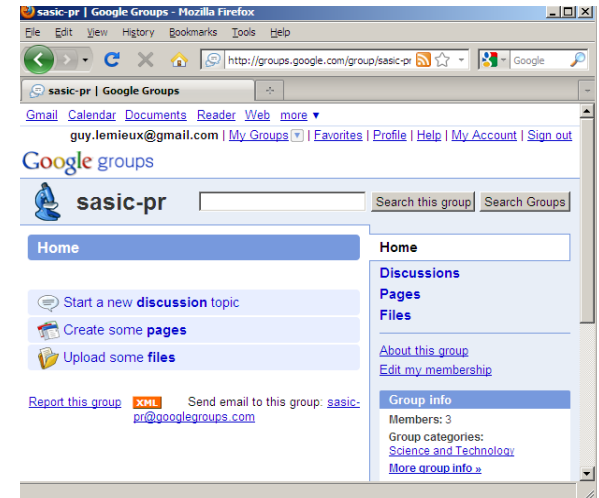 sasic-pr | Google Groups - Mozilla Firefox
File Edit View History Bookmarks Tools Help
http://groups.google.com/group/sasic-pr Google
sasic-pr | Google Groups
Gmail Calendar Documents Reader Web more ▼
guy.lemieux@gmail.com | My Groups | Favorites | Profile | Help | My Account | Sign out
Google groups
sasic-pr Search this group Search Groups
Home
Start a new discussion topic
Create some pages
Upload some files
Report this group XML Send email to this group: sasic-
pr@googlegroups.com
Home
Discussions
Pages
Files
About this group
Edit my membership
Group info
Members: 3
Group categories:
Science and Technology
More group info »